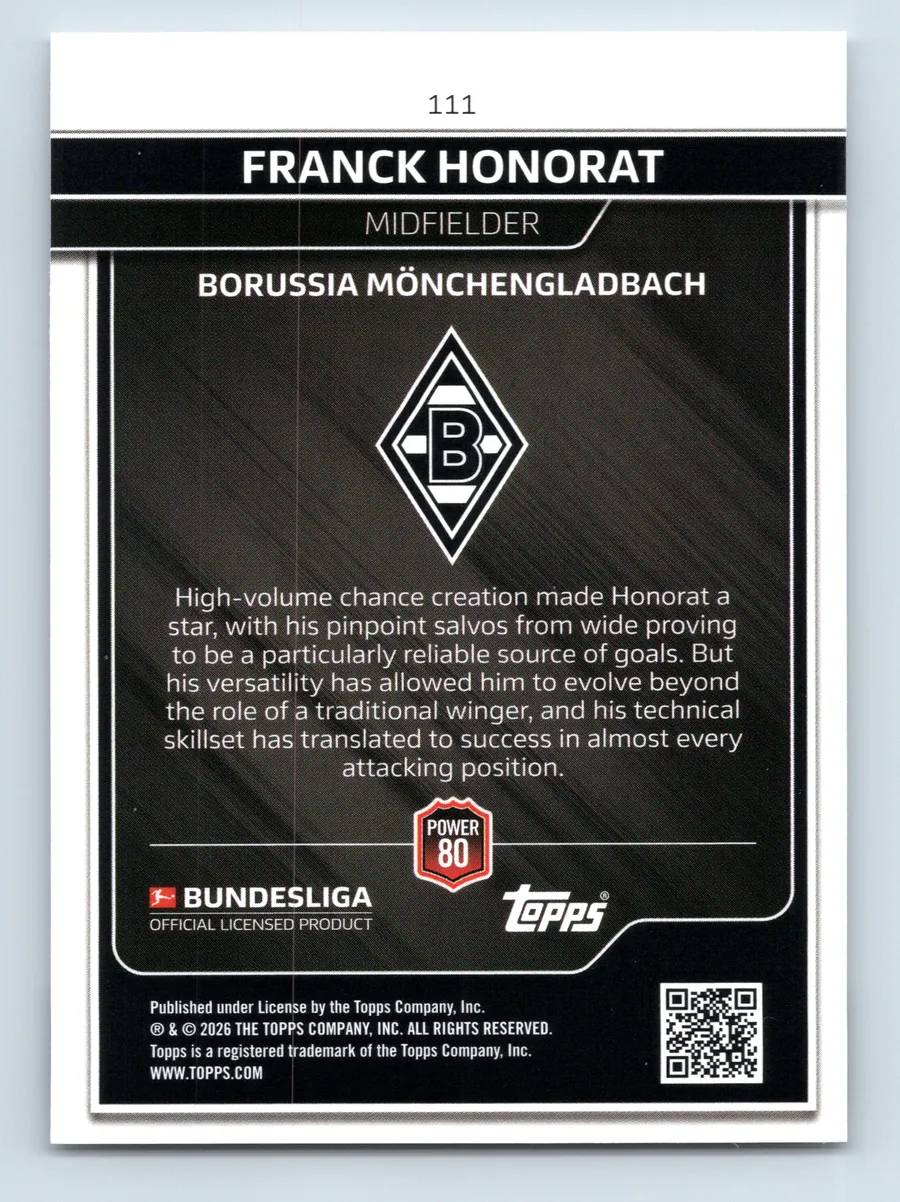 111
FRANCK HONORAT
MIDFIELDER
BORUSSIA MÖNCHENGLADBACH
B
High-volume chance creation made Honorat a
star, with his pinpoint salvos from wide proving
to be a particularly reliable source of goals. But
his versatility has allowed him to evolve beyond
the role of a traditional winger, and his technical
skillset has translated to success in almost every
attacking position.
POWER
80
BUNDESLIGA
OFFICIAL LICENSED PRODUCT
topps®
Published under License by the Topps Company, Inc.
® & © 2026 THE TOPPS COMPANY, INC. ALL RIGHTS RESERVED.
Topps is a registered trademark of the Topps Company, Inc.
WWW.TOPPS.COM